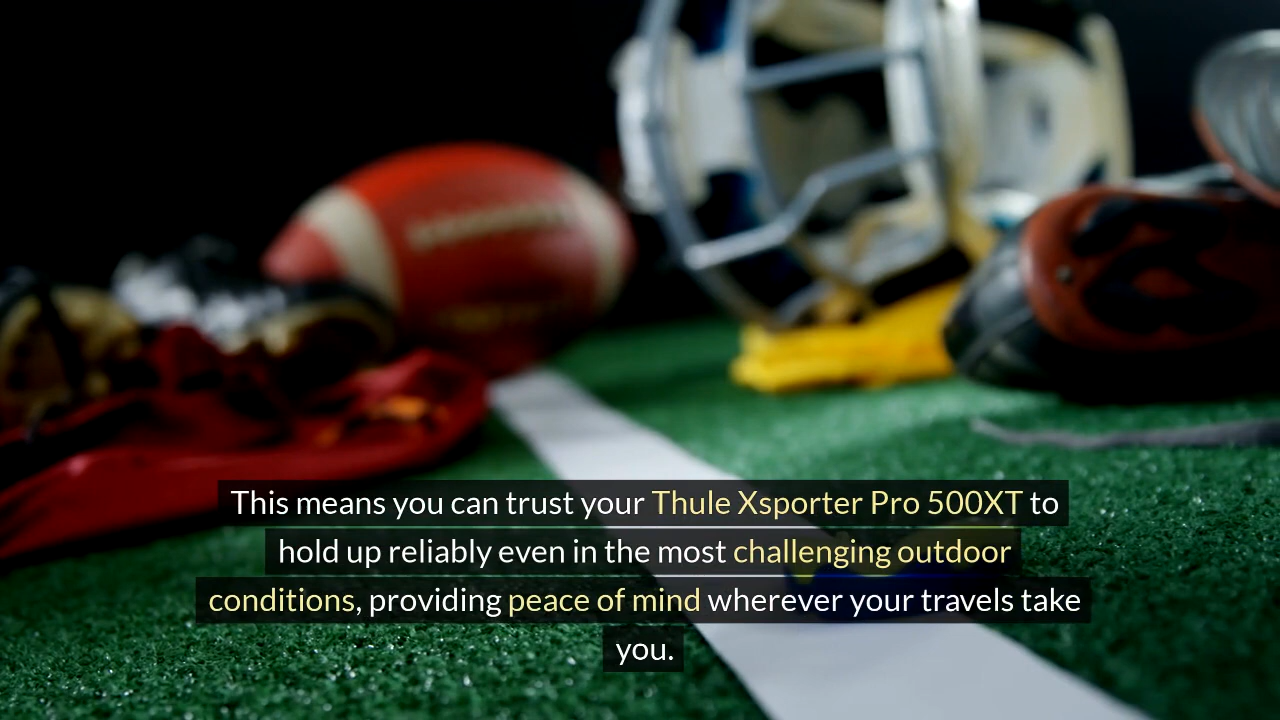 This means you can trust your Thule Xsporter Pro 500XT to
hold up reliably even in the most challenging outdoor
conditions, providing peace of mind wherever your travels take
you.